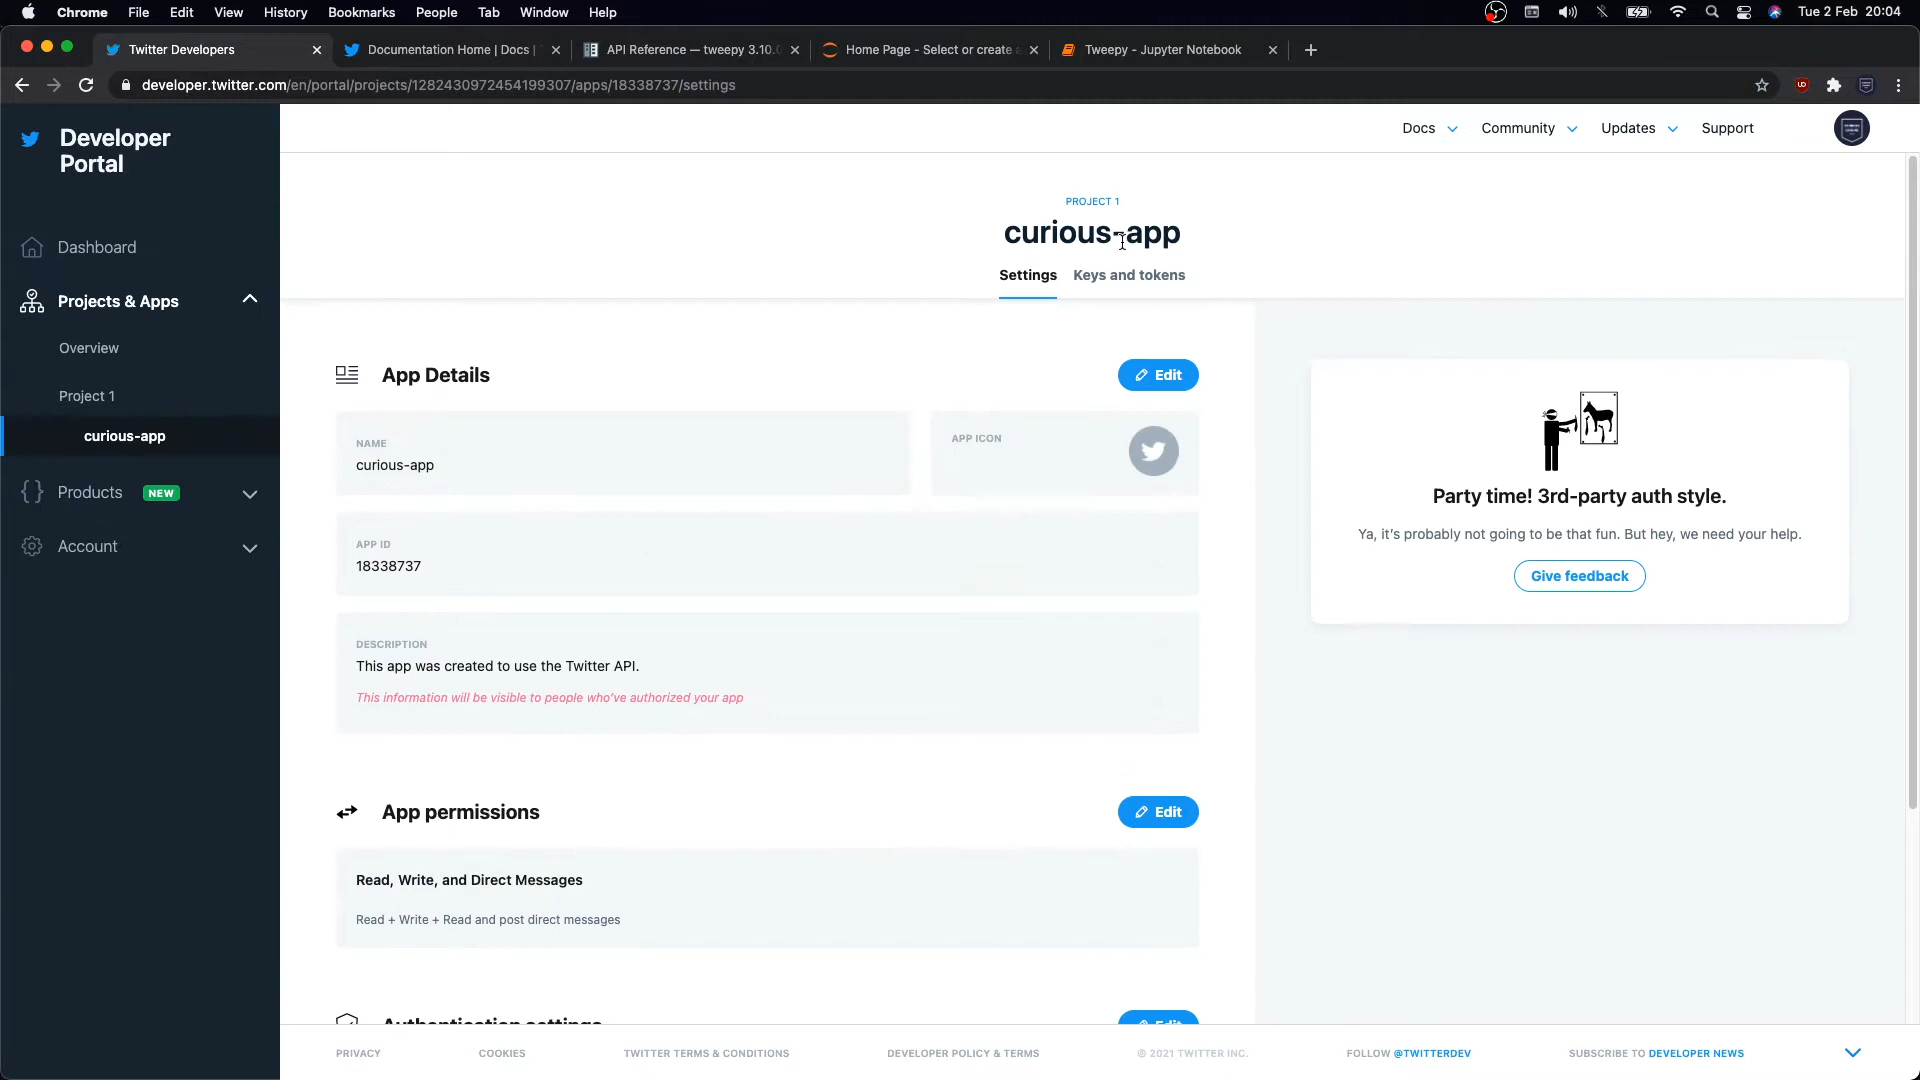 Chrome File Edit View History Bookmarks People Tab Window Help
Tue 2 Feb 20:04
Twitter Developers
Documentation Home | Docs |
API Reference — tweepy 3.10.0
Home Page - Select or create a
Tweepy - Jupyter Notebook
developer.twitter.com/en/portal/projects/1282430972454199307/apps/18338737/settings
Developer
Portal
Docs Community Updates Support
Dashboard
Projects & Apps
Overview
Project 1
curious-app
Products NEW
Account
PROJECT 1
curious-app
Settings Keys and tokens
App Details
Edit
NAME
curious-app
APP ICON
APP ID
18338737
DESCRIPTION
This app was created to use the Twitter API.
This information will be visible to people who've authorized your app
App permissions
Edit
Read, Write, and Direct Messages
Read + Write + Read and post direct messages
Authentication settings
Edit
Party time! 3rd-party auth style.
Ya, it's probably not going to be that fun. But hey, we need your help.
Give feedback
PRIVACY COOKIES TWITTER TERMS & CONDITIONS DEVELOPER POLICY & TERMS © 2021 TWITTER INC. FOLLOW @TWITTERDEV SUBSCRIBE TO DEVELOPER NEWS